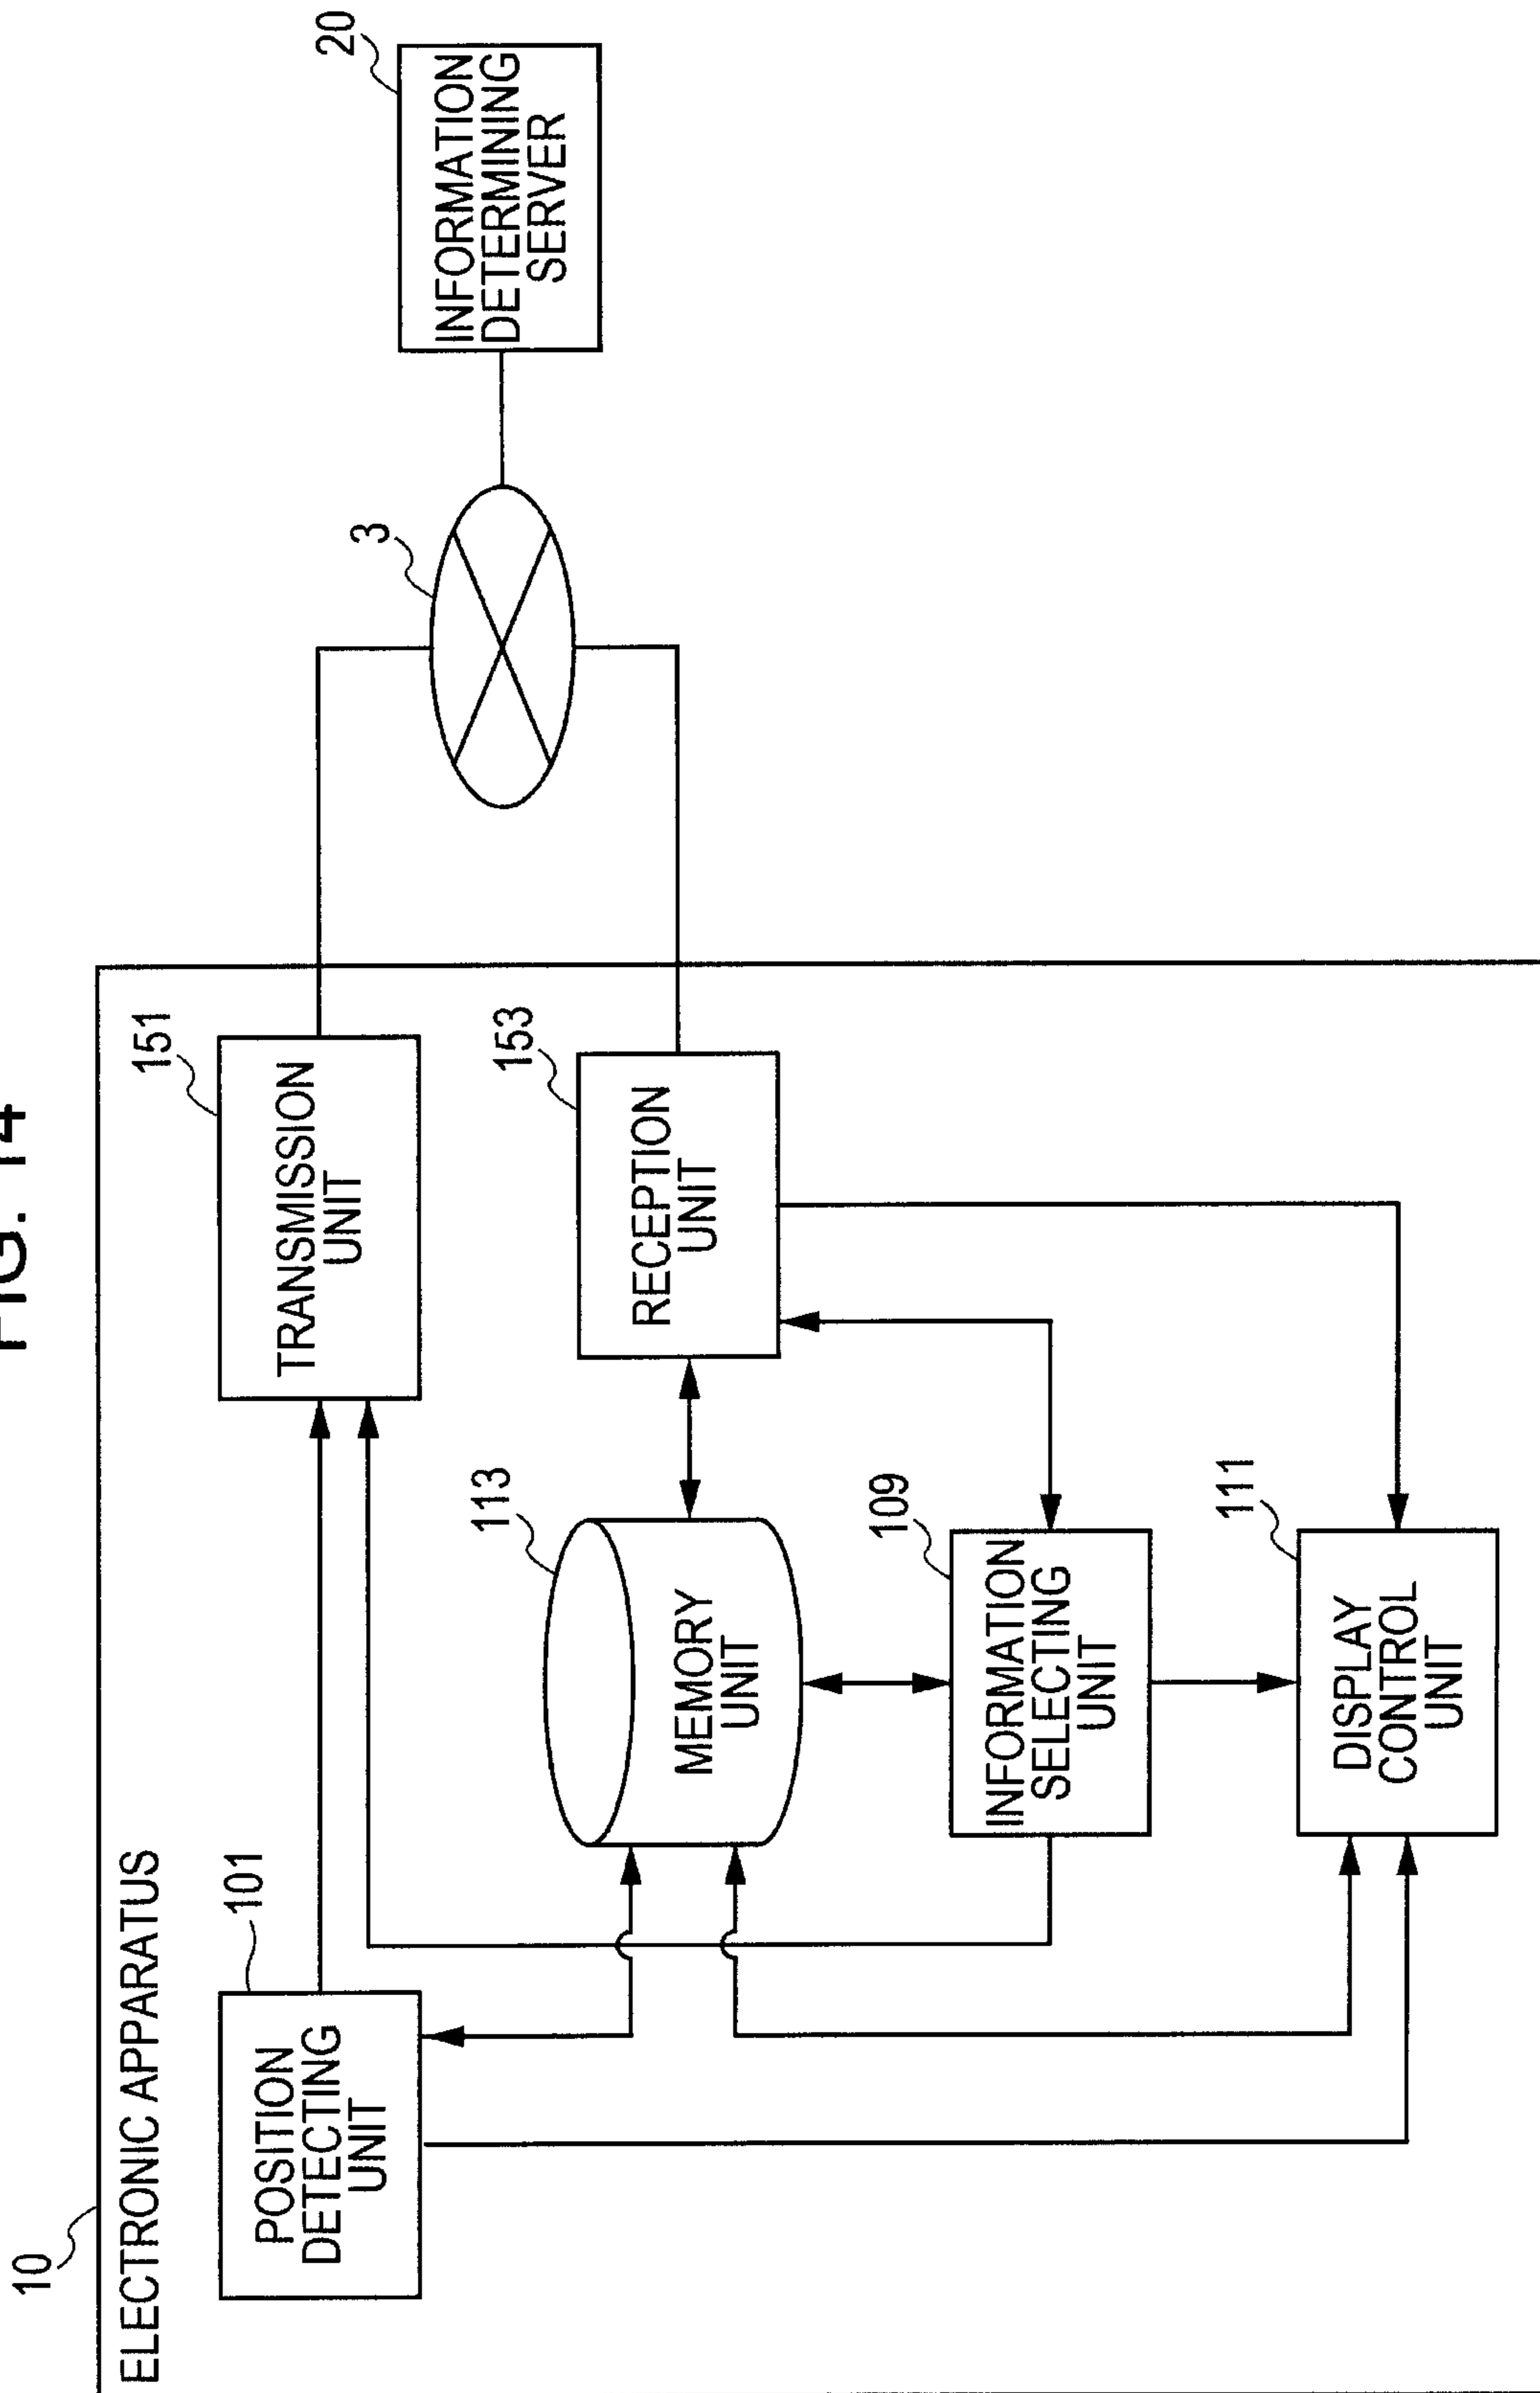 FIG. 14
10
ELECTRONIC APPARATUS
101
POSITION
DETECTING
UNIT
151
TRANSMISSION
UNIT
113
MEMORY
UNIT
153
RECEPTION
UNIT
109
INFORMATION
SELECTING
UNIT
111
DISPLAY
CONTROL
UNIT
3
20
INFORMATION
DETERMINING
SERVER